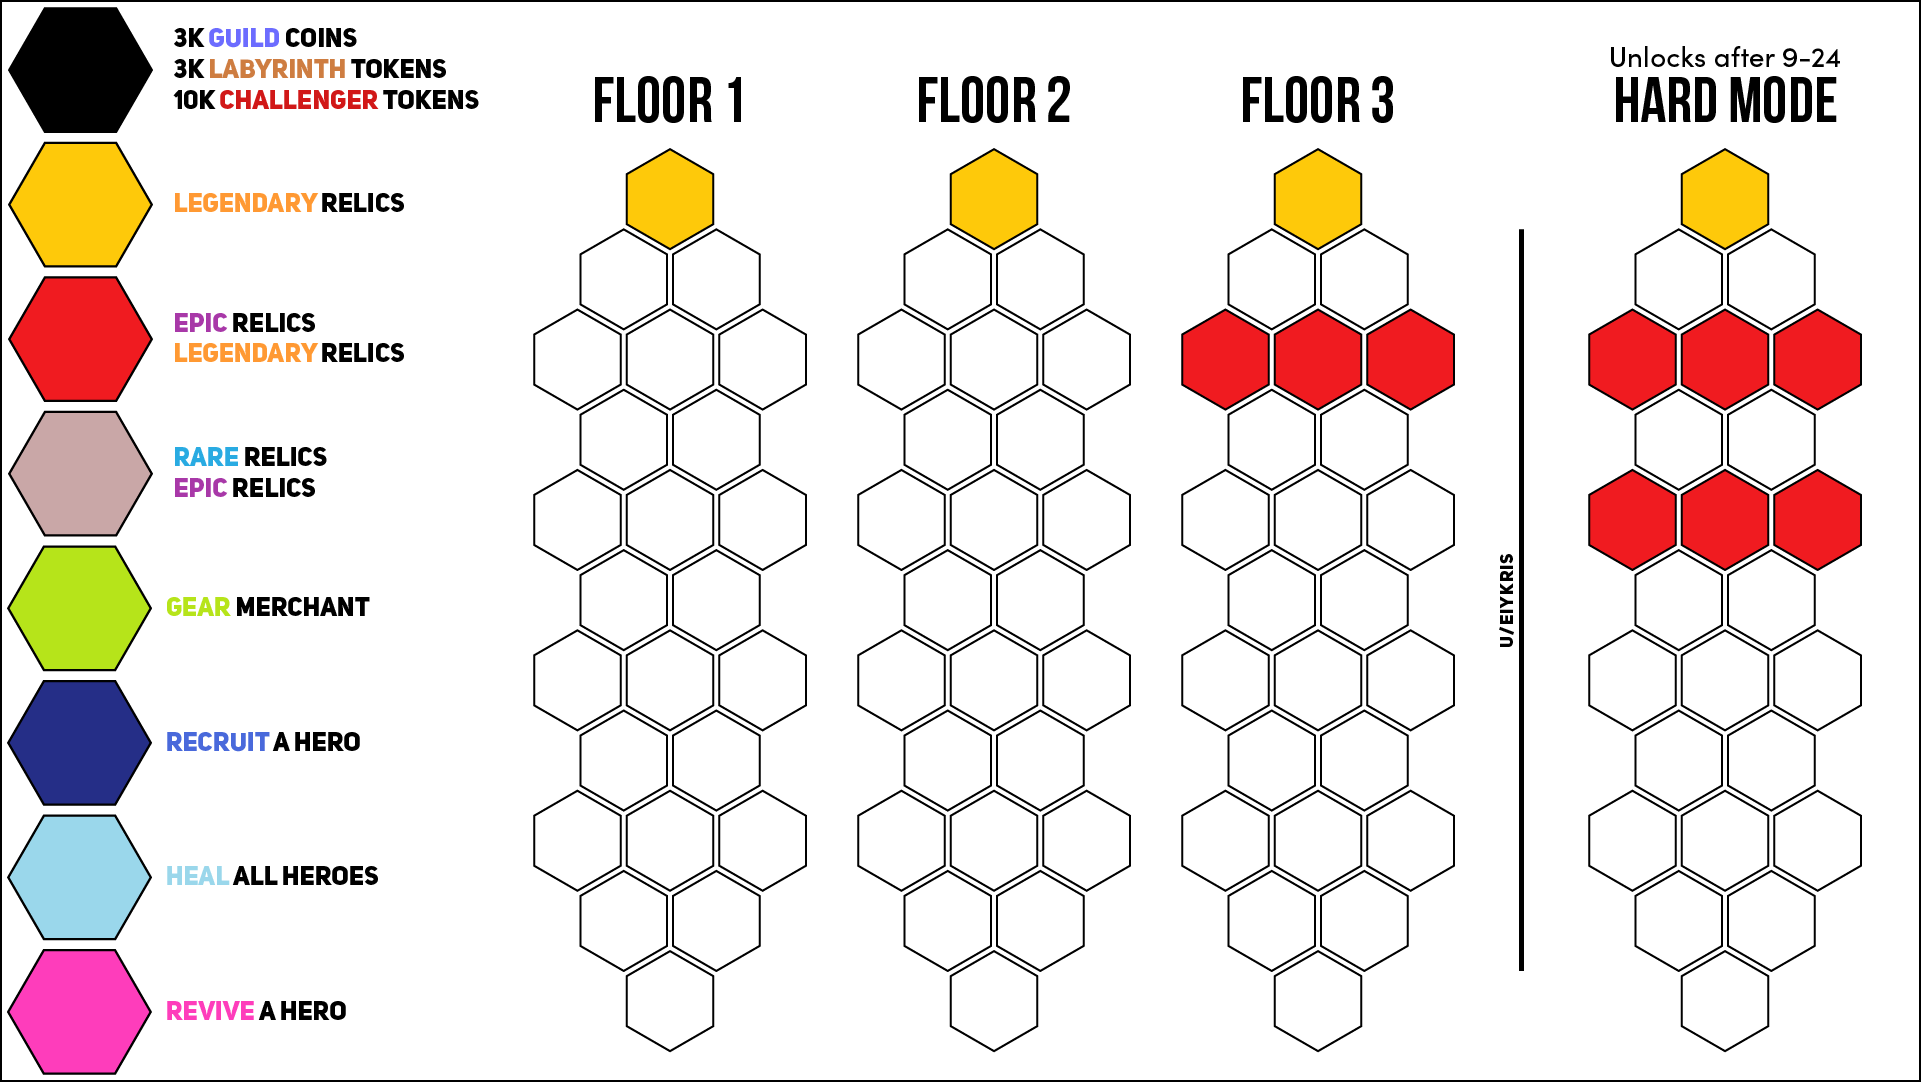 3K GUILD COINS
3K LABYRINTH TOKENS
10K CHALLENGER TOKENS
LEGENDARY RELICS
EPIC RELICS
LEGENDARY RELICS
RARE RELICS
EPIC RELICS
GEAR MERCHANT
RECRUIT A HERO
HEAL ALL HEROES
REVIVE A HERO
FLOOR 1
FLOOR 2
FLOOR 3
Unlocks after 9-24
HARD MODE
U/EIYKRIS